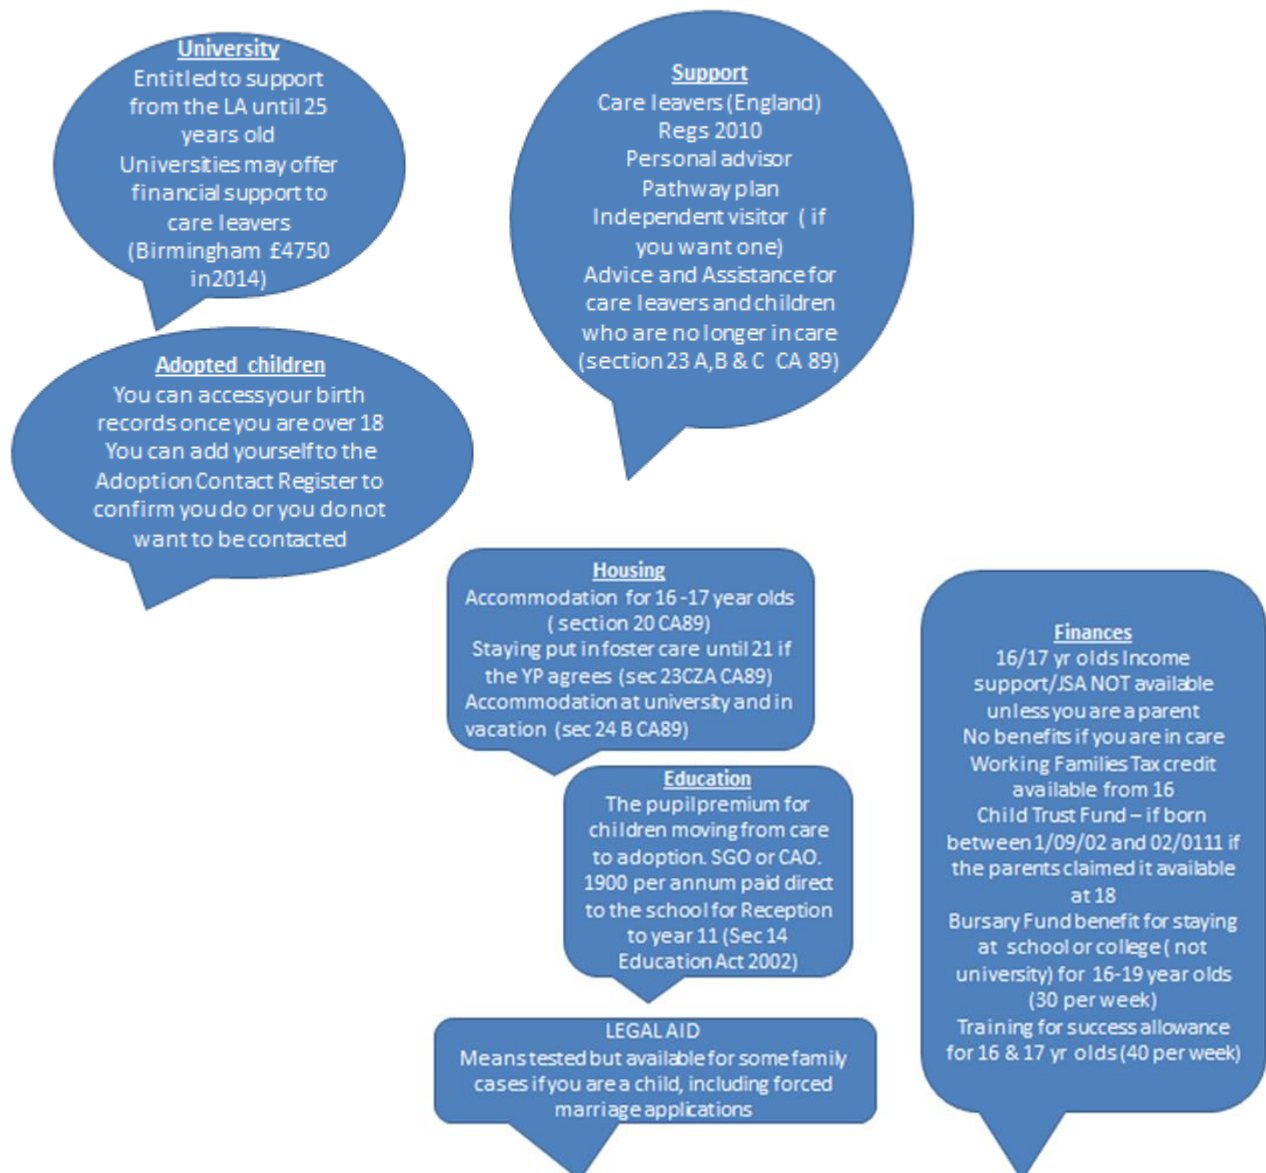 University
Entitled to support
from the LA until 25
years old
Universities may offer
financial support to
care leavers
(Birmingham £4750
in2014)
Support
Care leavers (England)
Regs 2010
Personal advisor
Pathway plan
Independent visitor ( if
you want one)
Advice and Assistance for
care leavers and children
who are no longer in care
(section 23 A,B & C CA 89)
Adopted children
You can access your birth
records once you are over 18
You can add yourself to the
Adoption Contact Register to
confirm you do or you do not
want to be contacted
Housing
Accommodation for 16 -17 year olds
( section 20 CA89)
Staying put in foster care until 21 if
the YP agrees (sec 23CZA CA89)
Accommodation at university and in
vacation (sec 24 B CA89)
Education
The pupil premium for
children moving from care
to adoption. SGO or CAO.
1900 per annum paid direct
to the school for Reception
to year 11 (Sec 14
Education Act 2002)
LEGAL AID
Means tested but available for some family
cases if you are a child, including forced
marriage applications
Finances
16/17 yr olds Income
support/JSA NOT available
unless you are a parent
No benefits if you are in care
Working Families Tax credit
available from 16
Child Trust Fund – if born
between 1/09/02 and 02/0111 if
the parents claimed it available
at 18
Bursary Fund benefit for staying
at school or college ( not
university) for 16-19 year olds
(30 per week)
Training for success allowance
for 16 & 17 yr olds (40 per week)